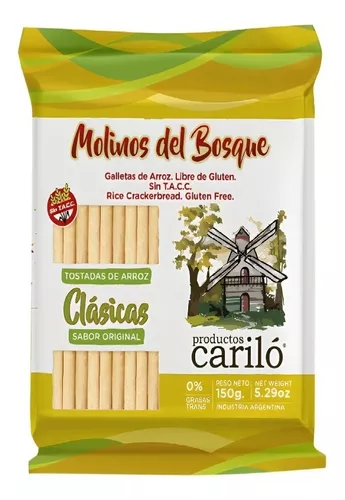 Molinos del Bosque
Galletas de Arroz. Libre de Gluten.
Sin T.A.C.C.
Rice Crackerbread. Gluten Free.
Sin T.A.C.C.
TOSTADAS DE ARROZ
Clásicas
SABOR ORIGINAL
productos
cariló
0%
GRASAS
TRANS
PESO NETO
150g.
NET WEIGHT
5.29oz
INDUSTRIA ARGENTINA